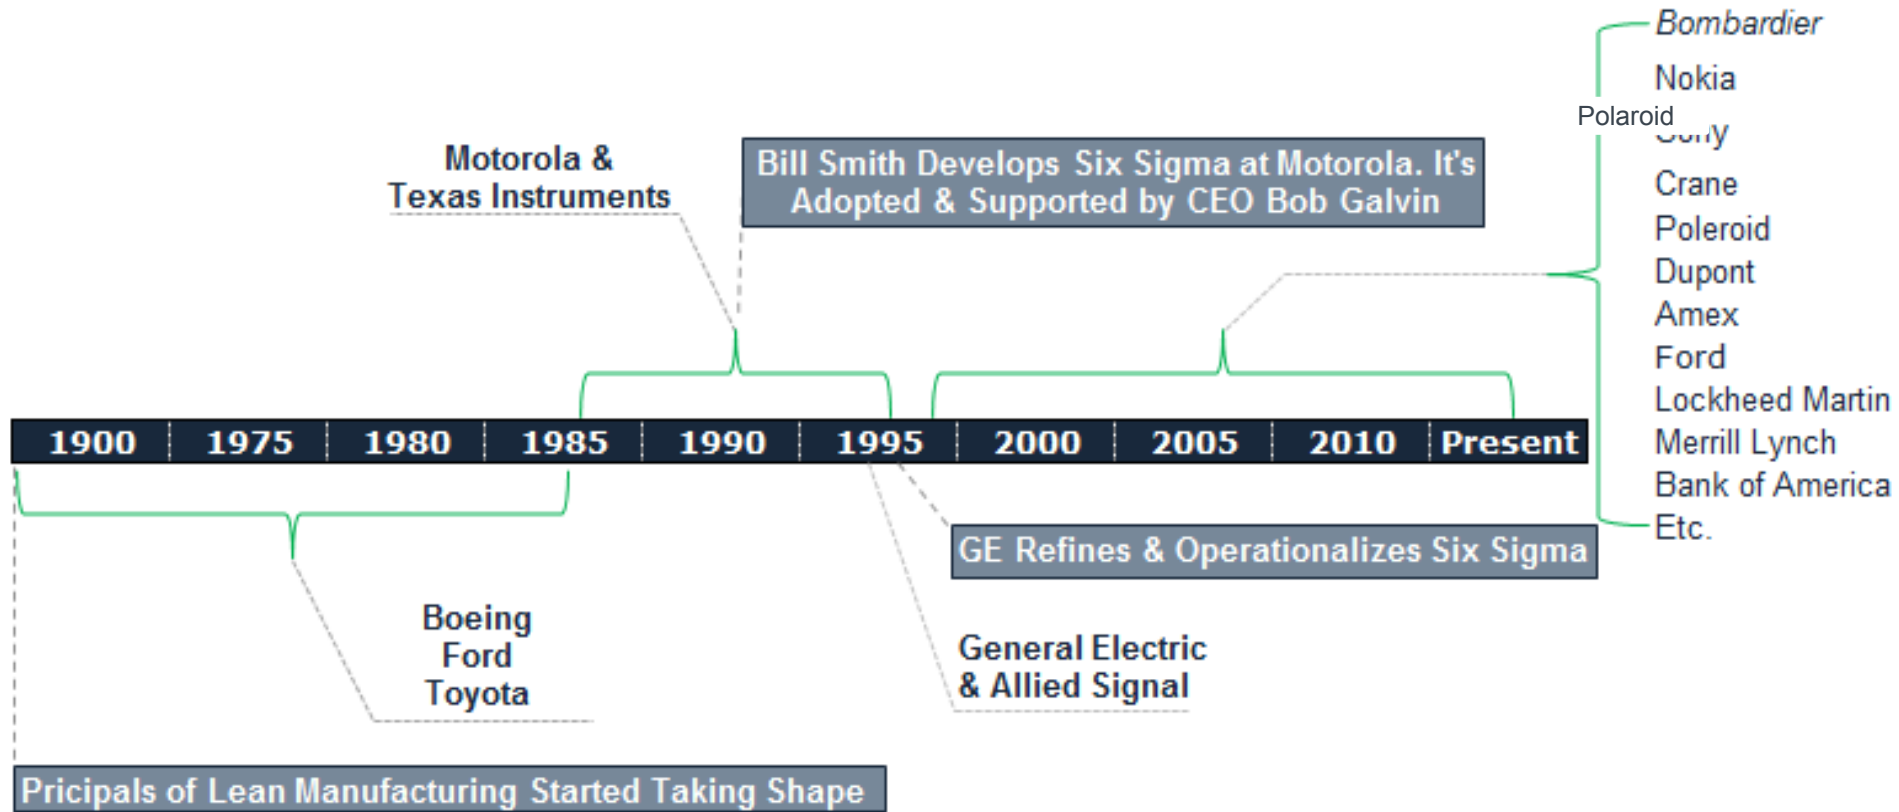 Bombardier
Nokia
Polaroid
Crane
Poleroid
Dupont
Amex
Ford
Lockheed Martin
Merrill Lynch
Bank of America
Etc.
Motorola &
Texas Instruments
Bill Smith Develops Six Sigma at Motorola. It's
Adopted & Supported by CEO Bob Galvin
1900 1975 1980 1985 1990 1995 2000 2005 2010 Present
GE Refines & Operationalizes Six Sigma
Boeing
Ford
Toyota
General Electric
& Allied Signal
Pricipals of Lean Manufacturing Started Taking Shape